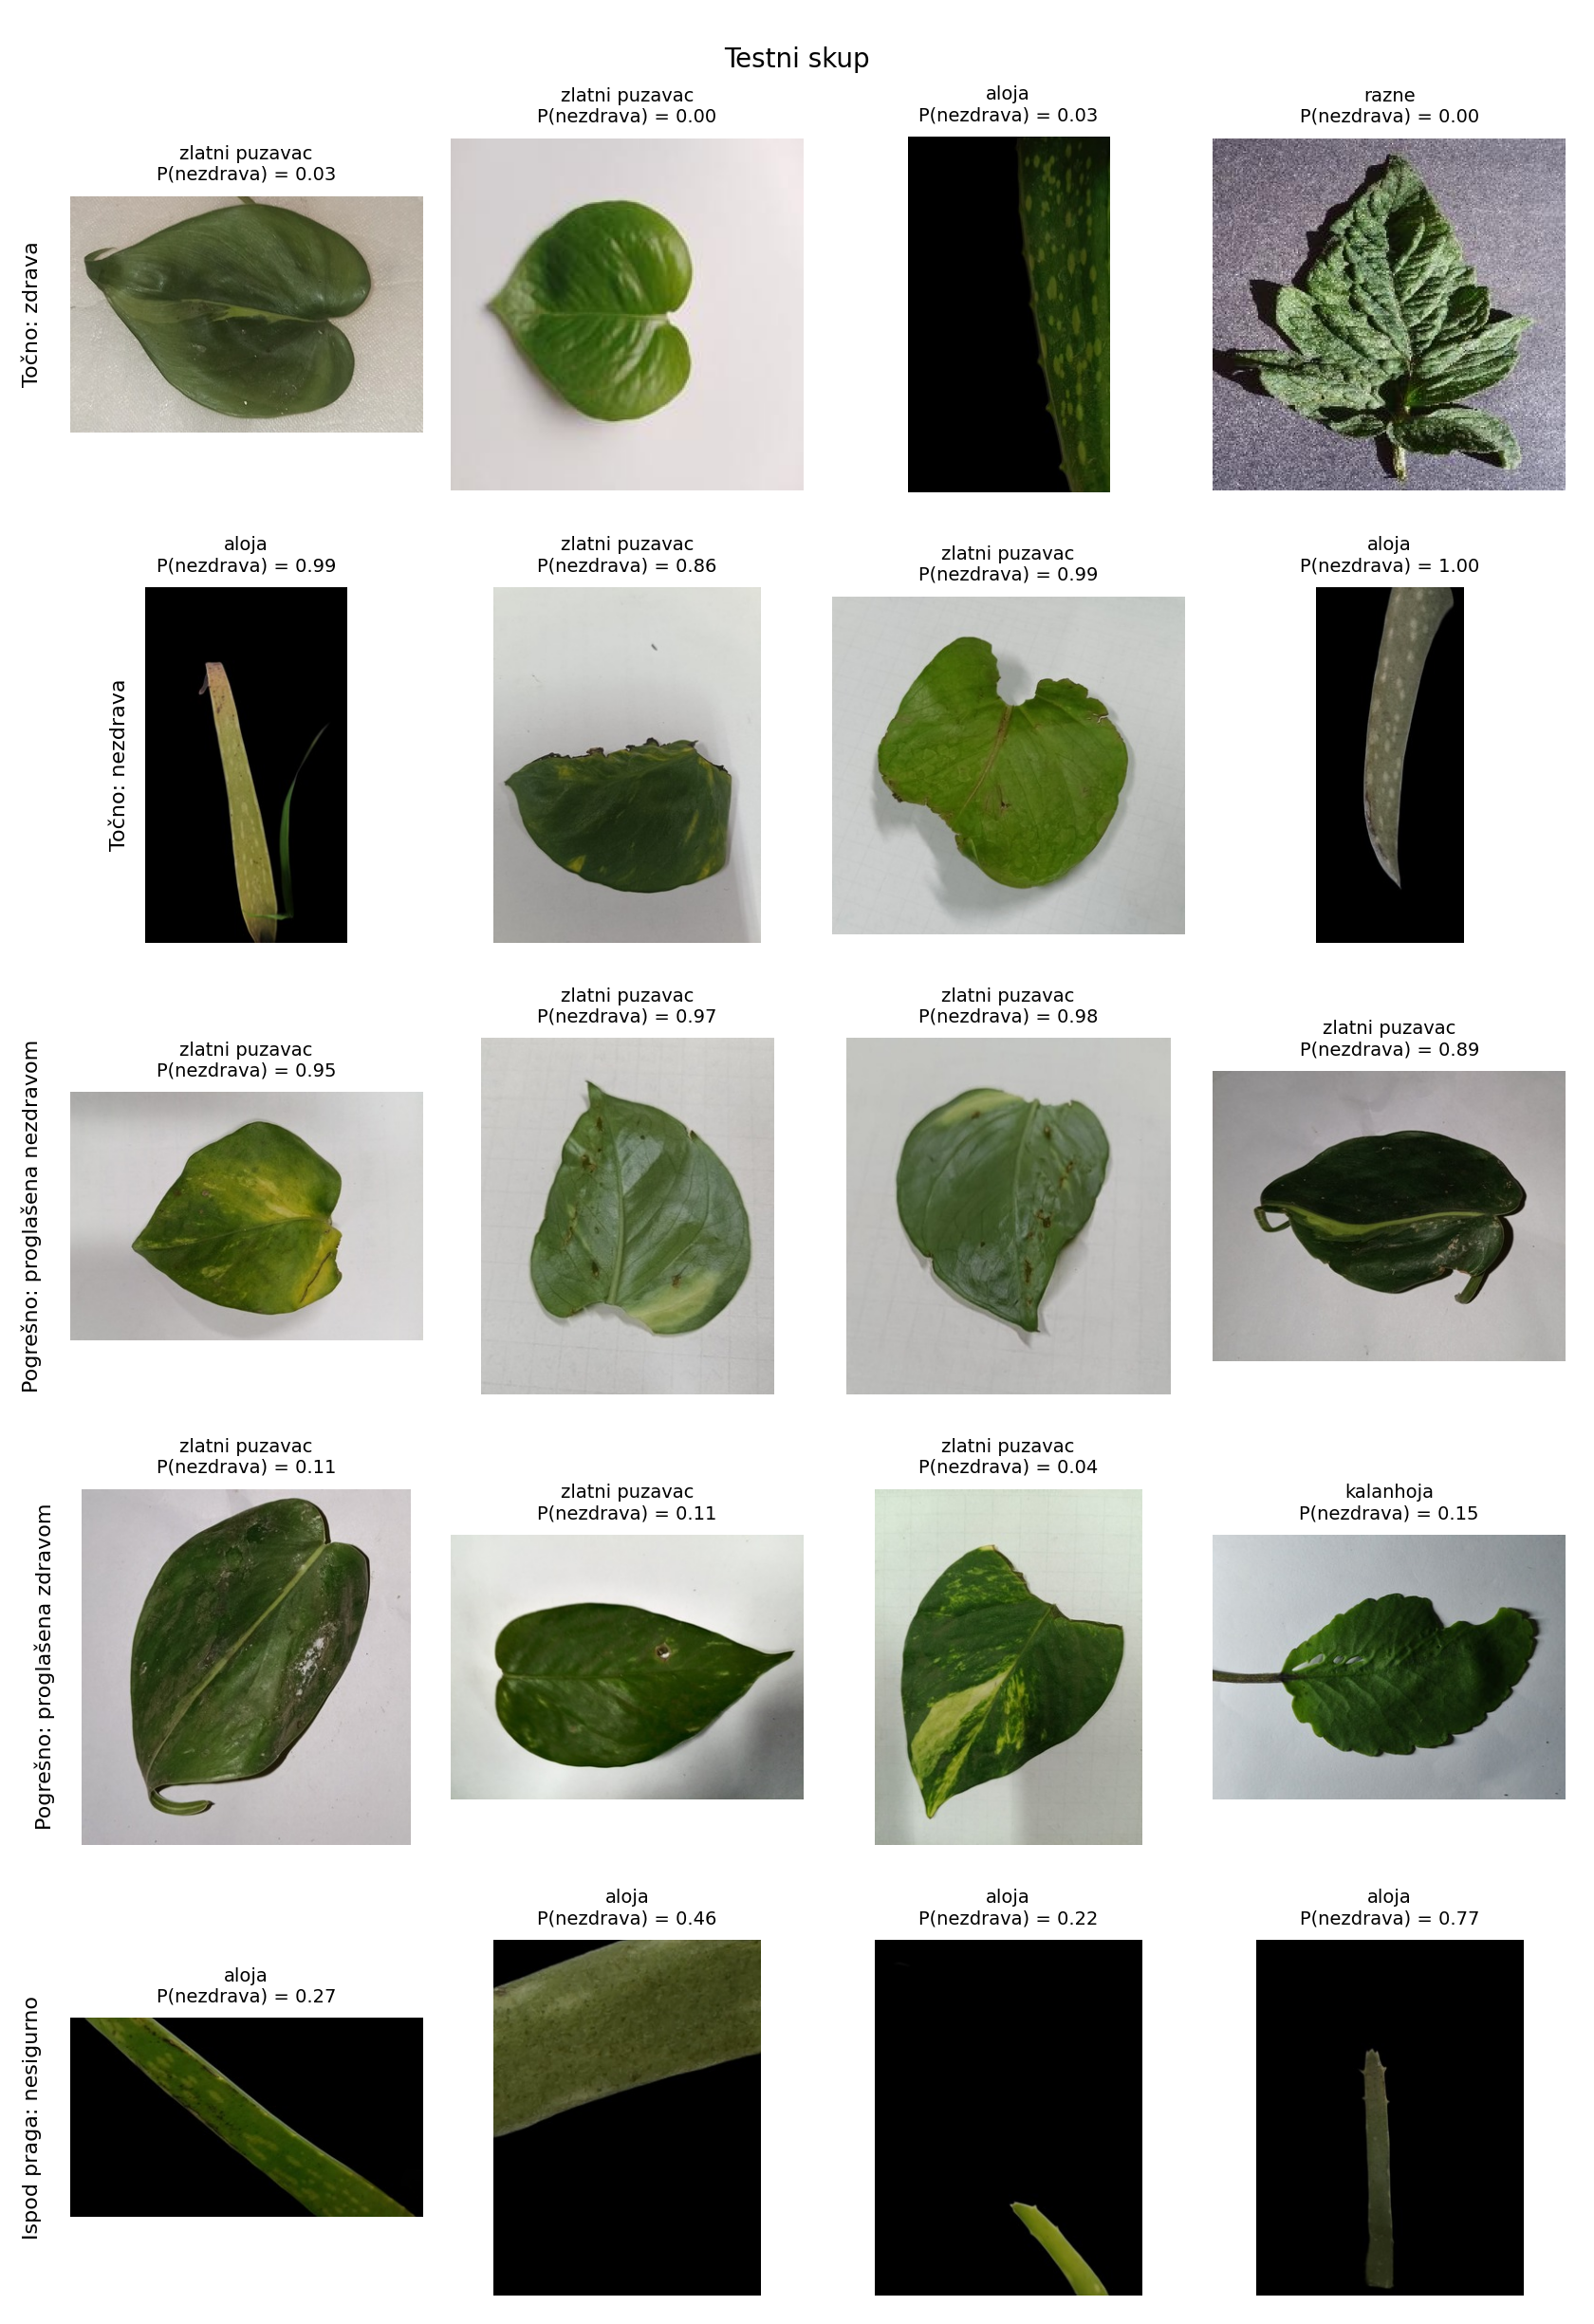 Testni skup
Točno: zdrava
zlatni puzavac
P(nezdrava) = 0.03
zlatni puzavac
P(nezdrava) = 0.00
aloja
P(nezdrava) = 0.03
razne
P(nezdrava) = 0.00
Točno: nezdrava
aloja
P(nezdrava) = 0.99
zlatni puzavac
P(nezdrava) = 0.86
zlatni puzavac
P(nezdrava) = 0.99
aloja
P(nezdrava) = 1.00
Pogrešno: proglašena nezdravom
zlatni puzavac
P(nezdrava) = 0.95
zlatni puzavac
P(nezdrava) = 0.97
zlatni puzavac
P(nezdrava) = 0.98
zlatni puzavac
P(nezdrava) = 0.89
Pogrešno: proglašena zdravom
zlatni puzavac
P(nezdrava) = 0.11
zlatni puzavac
P(nezdrava) = 0.11
zlatni puzavac
P(nezdrava) = 0.04
kalanhoja
P(nezdrava) = 0.15
Ispod praga: nesigurno
aloja
P(nezdrava) = 0.27
aloja
P(nezdrava) = 0.46
aloja
P(nezdrava) = 0.22
aloja
P(nezdrava) = 0.77